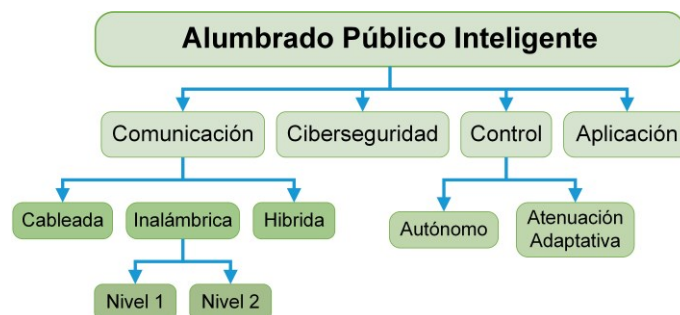 Alumbrado Público Inteligente
Comunicación
Ciberseguridad
Control
Aplicación
Cableada
Inalámbrica
Hibrida
Autónomo
Atenuación
Adaptativa
Nivel 1
Nivel 2